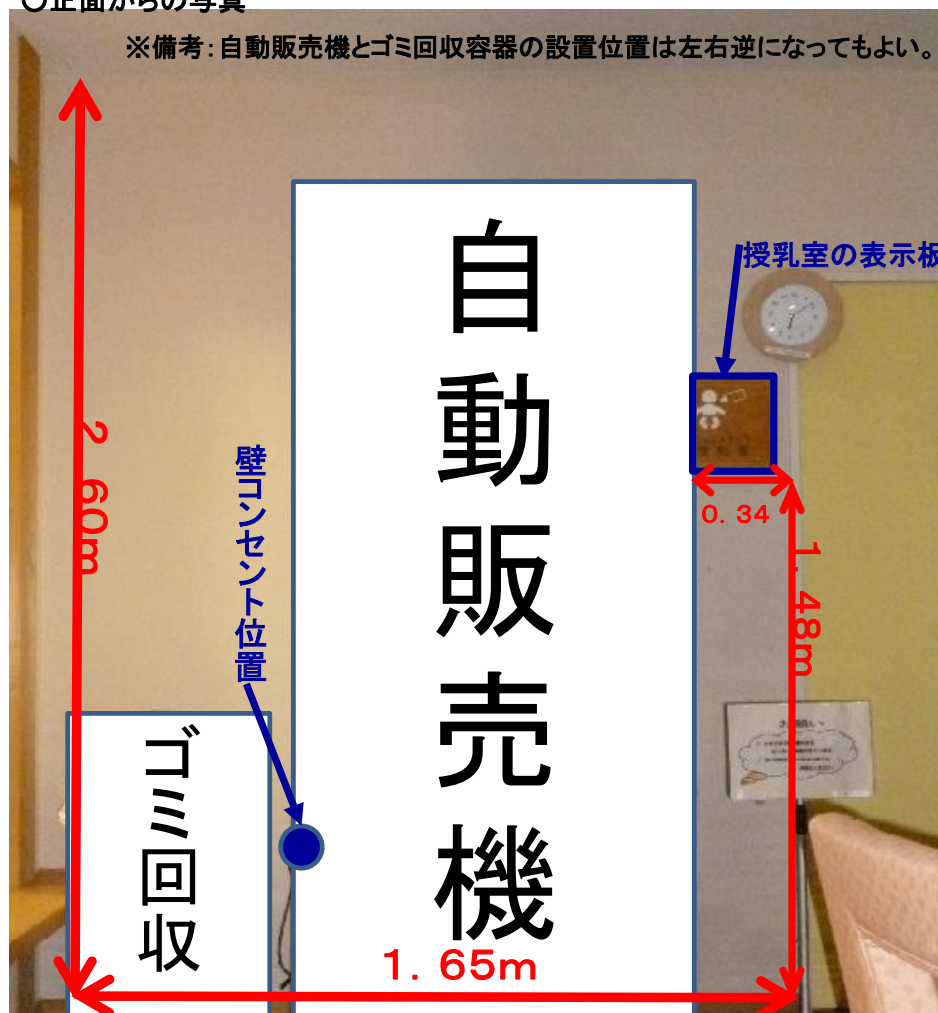 〇正面からの写真
※備考：自動販売機とゴミ回収容器の設置位置は左右逆になってもよい。
授乳室の表示板
2．60m
壁コンセント位置
自動販売機
0．34
1．48m
ゴミ回収
1．65m